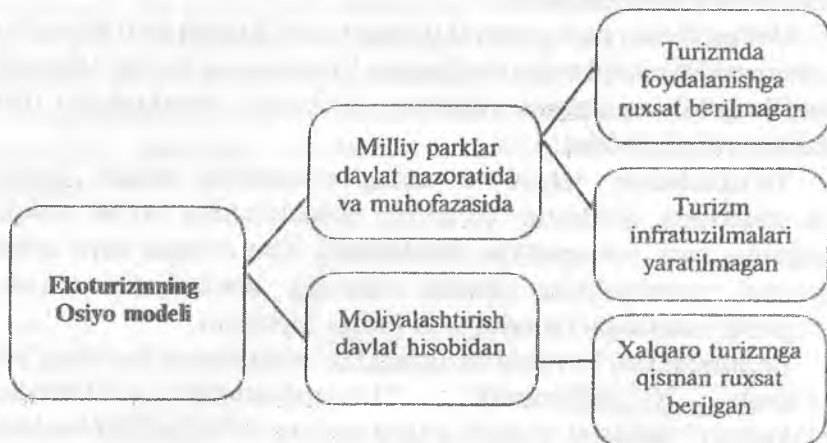 Ekoturizmning
Osiyo modeli
Milliy parklar
davlat nazoratida
va muhofazasida
Moliyalashtirish
davlat hisobidan
Turizmda
foydalanishga
ruxsat berilmagan
Turizm
infratuzilmalari
yaratilmagan
Xalqaro turizmga
qisman ruxsat
berilgan